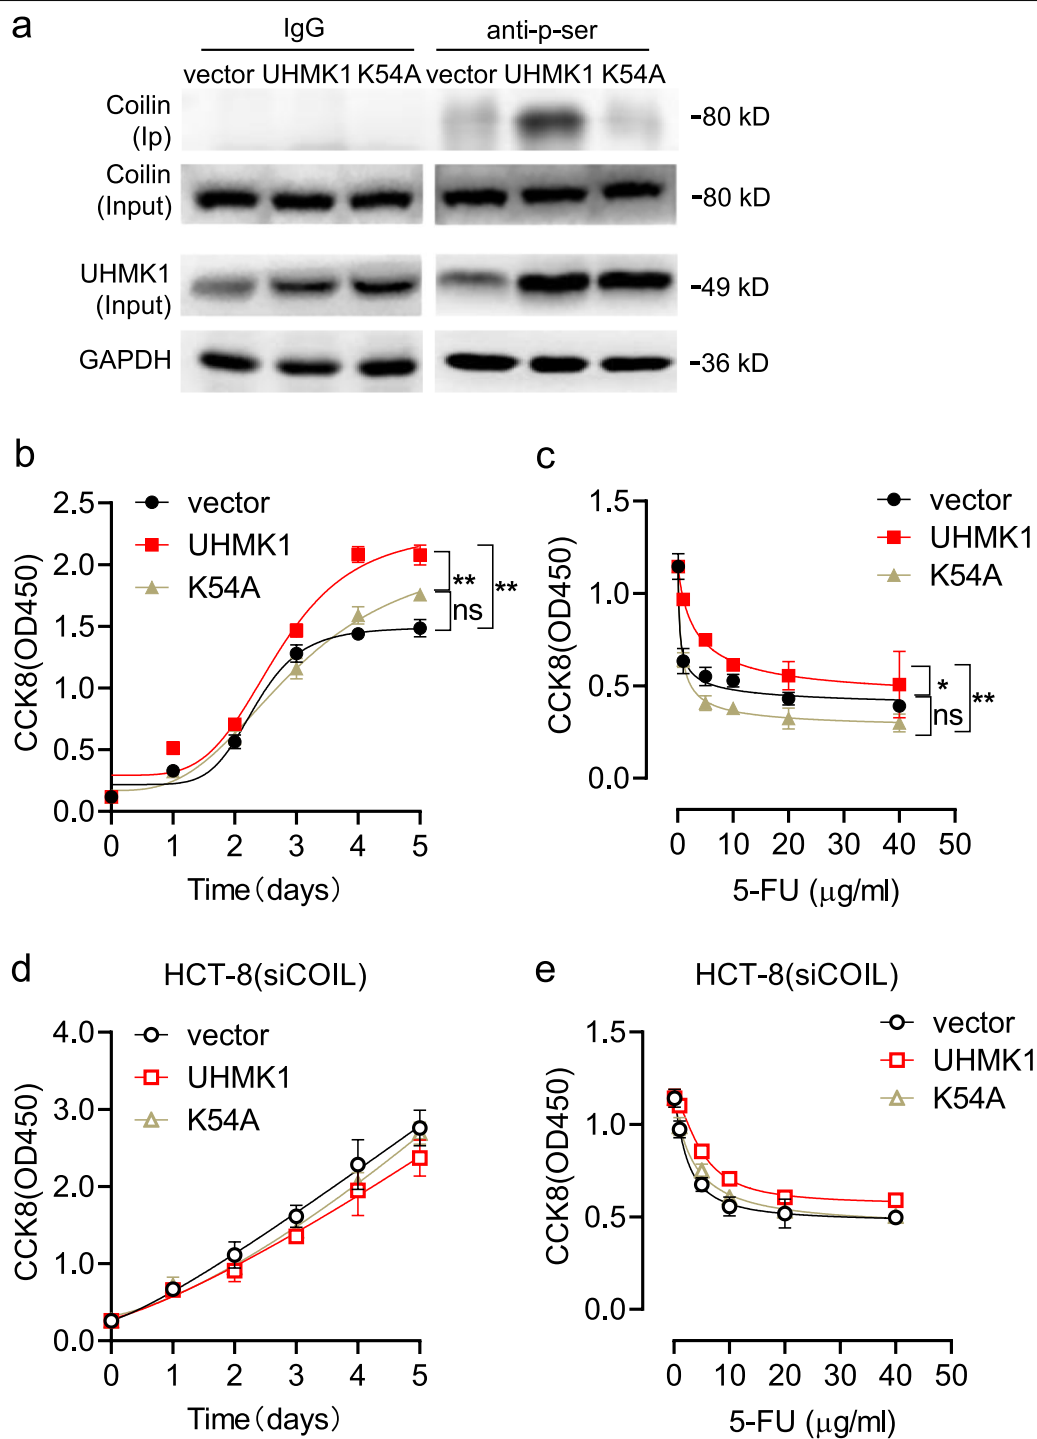 a
IgG anti-p-ser
vector UHMK1 K54A vector UHMK1 K54A
Coilin
(Ip)
-80 kD
Coilin
(Input)
-80 kD
UHMK1
(Input)
-49 kD
GAPDH
-36 kD
b
vector
UHMK1
K54A
2.5
2.0
1.5
1.0
0.5
0.0
CCK8(OD450)
**
ns
**
0 1 2 3 4 5
Time(days)
c
vector
UHMK1
K54A
1.5
1.0
0.5
0.0
CCK8(OD450)
*
ns
**
0 10 20 30 40 50
5-FU (μg/ml)
d
HCT-8(siCOIL)
vector
UHMK1
K54A
4.0
3.0
2.0
1.0
0.0
CCK8(OD450)
0 1 2 3 4 5
Time(days)
e
HCT-8(siCOIL)
vector
UHMK1
K54A
1.5
1.0
0.5
0.0
CCK8(OD450)
0 10 20 30 40 50
5-FU (μg/ml)